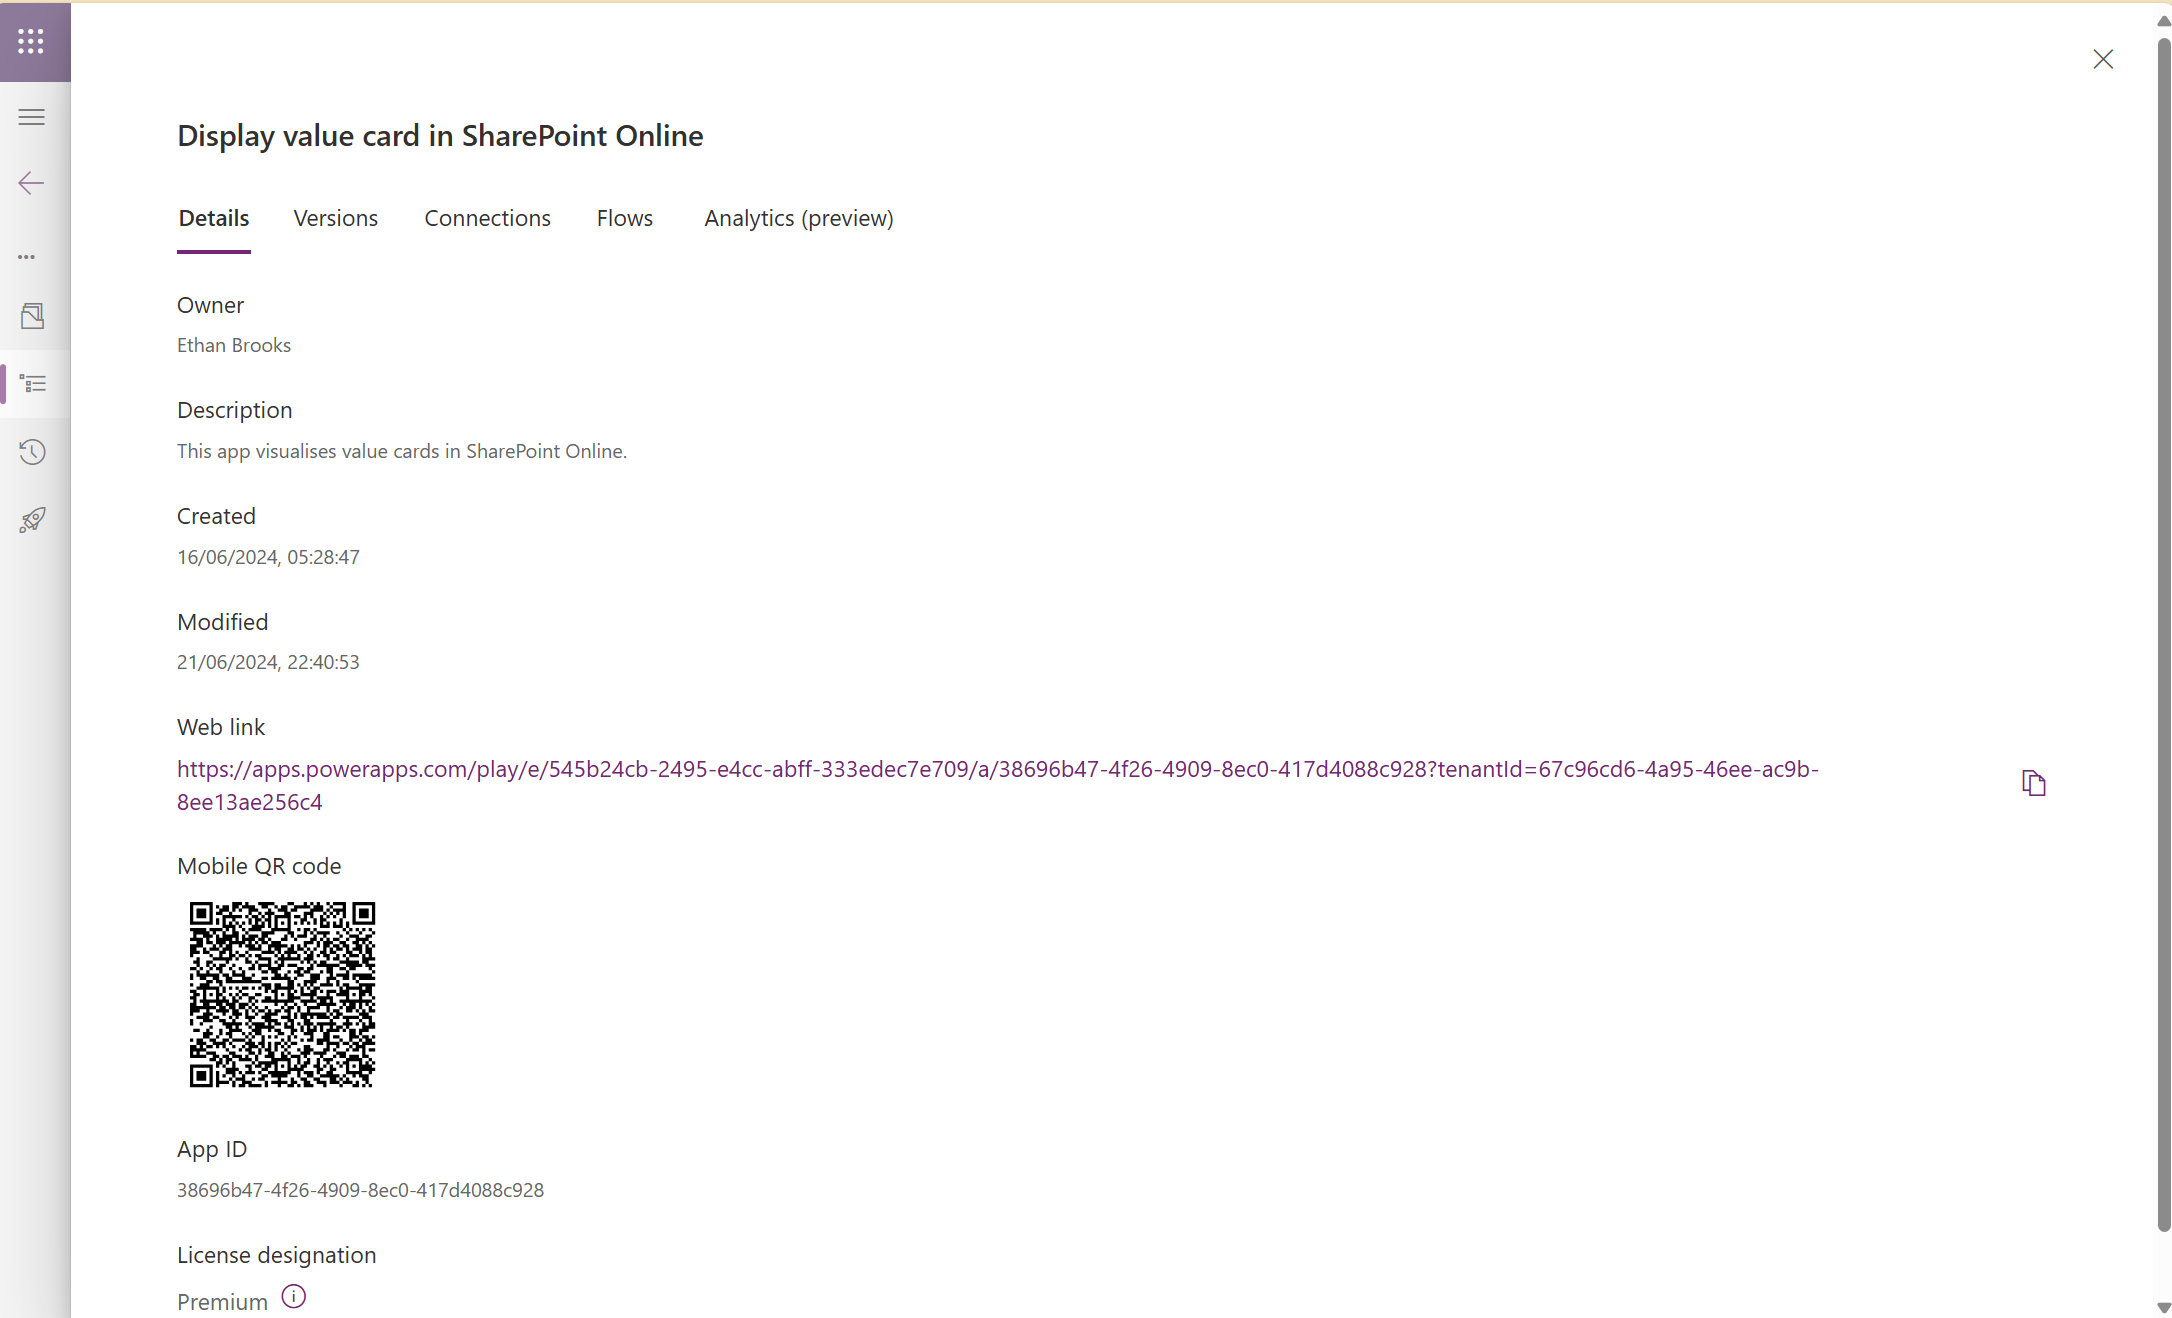 Display value card in SharePoint Online
Details Versions Connections Flows Analytics (preview)
Owner
Ethan Brooks
Description
This app visualises value cards in SharePoint Online.
Created
16/06/2024, 05:28:47
Modified
21/06/2024, 22:40:53
Web link
https://apps.powerapps.com/play/e/545b24cb-2495-e4cc-abff-333edec7e709/a/38696b47-4f26-4909-8ec0-417d4088c928?tenantId=67c96cd6-4a95-46ee-ac9b-
8ee13ae256c4
Mobile QR code
App ID
38696b47-4f26-4909-8ec0-417d4088c928
License designation
Premium